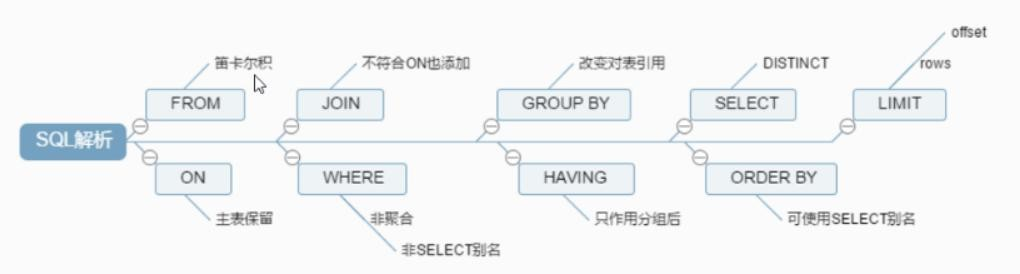 offset
笛卡尔积
不符合ON也添加
改变对表引用
DISTINCT
rows
FROM
JOIN
GROUP BY
SELECT
LIMIT
SQL解析
ON
WHERE
HAVING
ORDER BY
主表保留
非聚合
只作用分组后
可使用SELECT别名
非SELECT别名